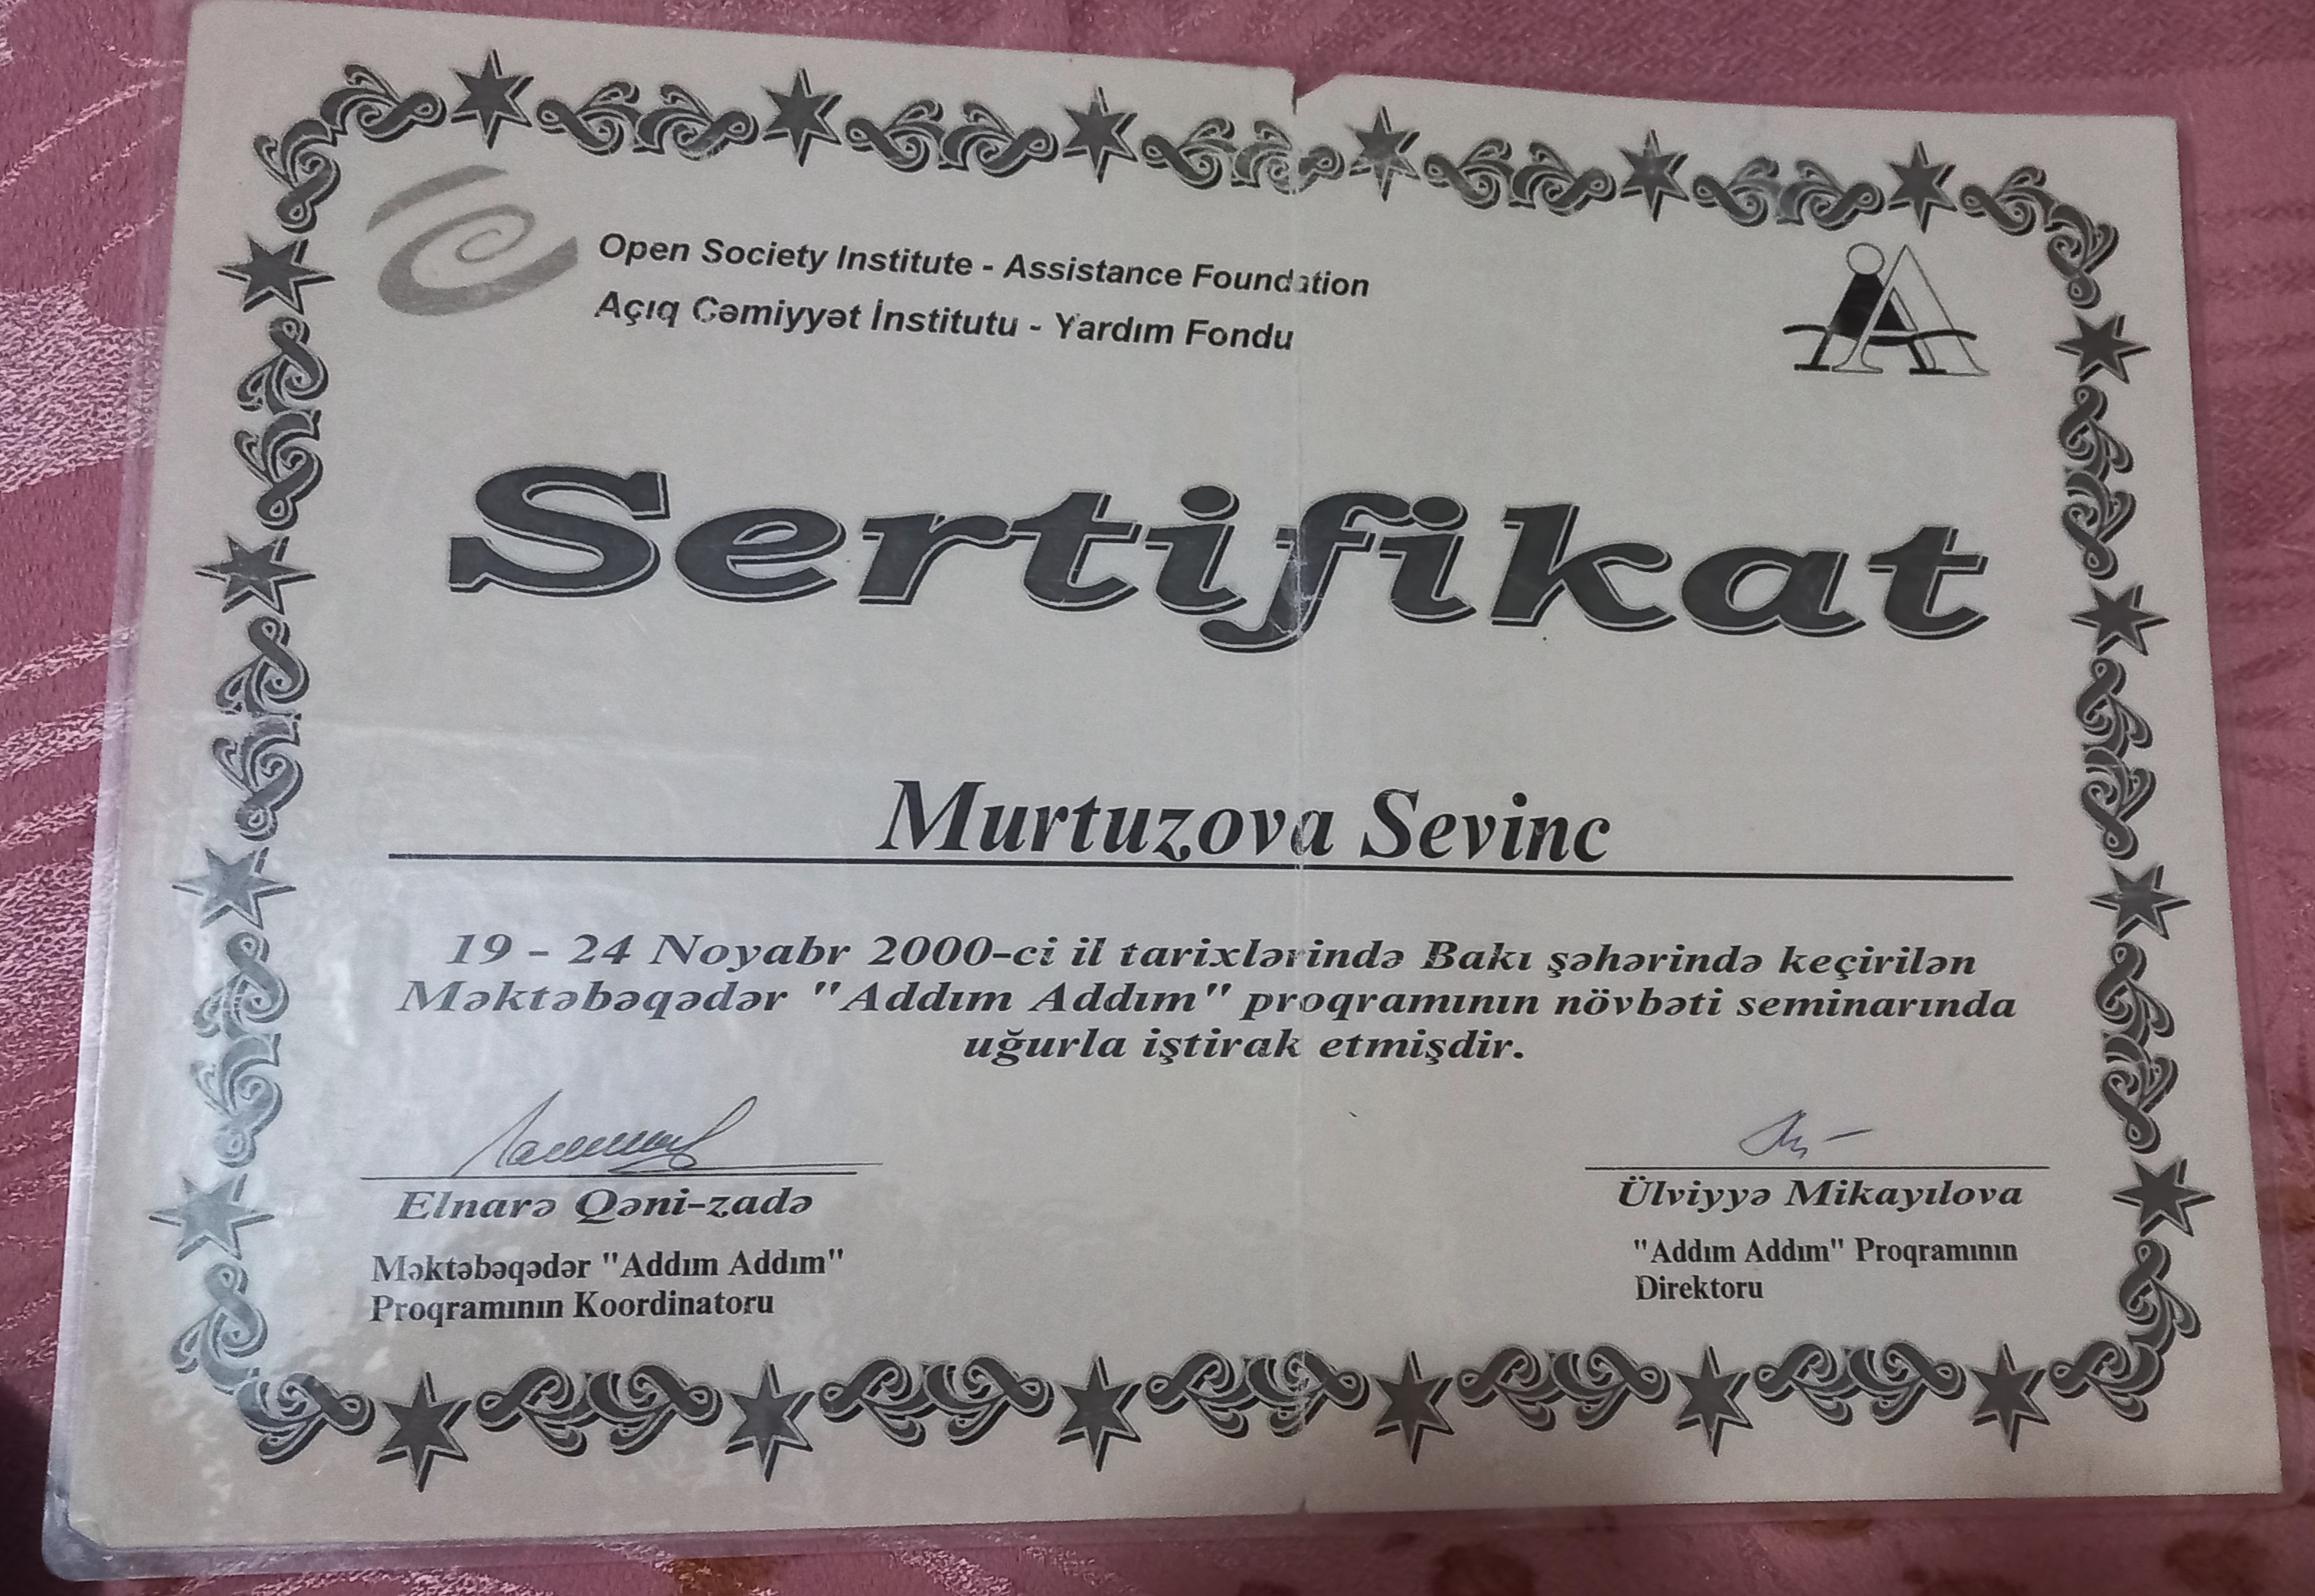 Open Society Institute - Assistance Foundation
Açıq Cəmiyyət İnstitutu - Yardım Fondu
Sertifikat
Murtuzova Sevinc
19 - 24 Noyabr 2000-ci il tarixlərində Bakı şəhərində keçirilən
Məktəbəqədər "Addım Addım" proqramının növbəti seminarında
uğurla iştirak etmişdir.
Elnarə Qəni-zadə
Məktəbəqədər "Addım Addım"
Proqramının Koordinatoru
Ülviyyə Mikayılova
"Addım Addım" Proqramının
Direktoru